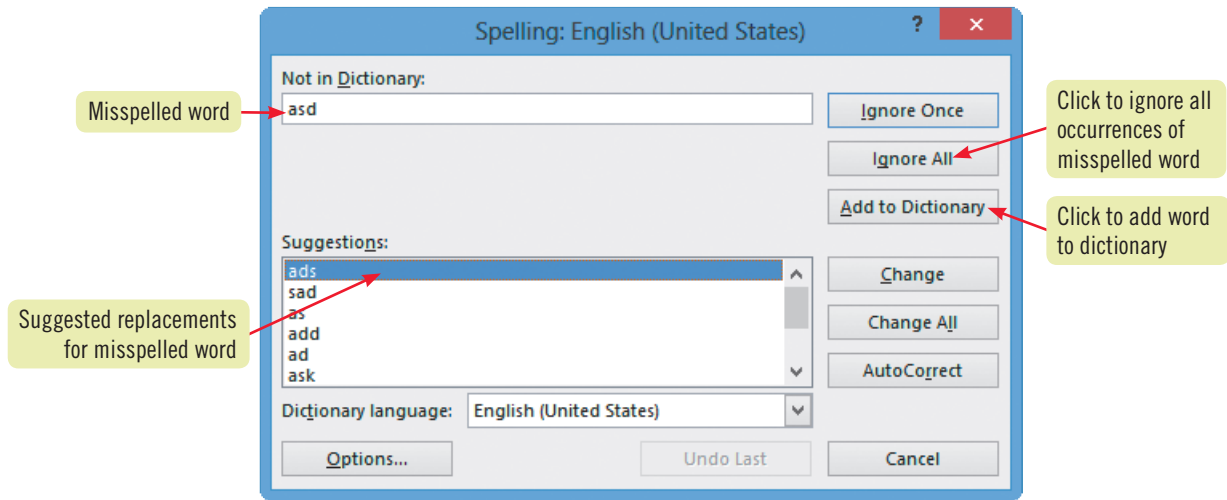 Spelling: English (United States)
?
×
Not in Dictionary:
Misspelled word
asd
Ignore Once
Click to ignore all
occurrences of
misspelled word
Ignore All
Add to Dictionary
Click to add word
to dictionary
Suggestions:
ads
sad
as
add
ad
ask
Suggested replacements
for misspelled word
Change
Change All
AutoCorrect
Dictionary language:
English (United States)
Options...
Undo Last
Cancel